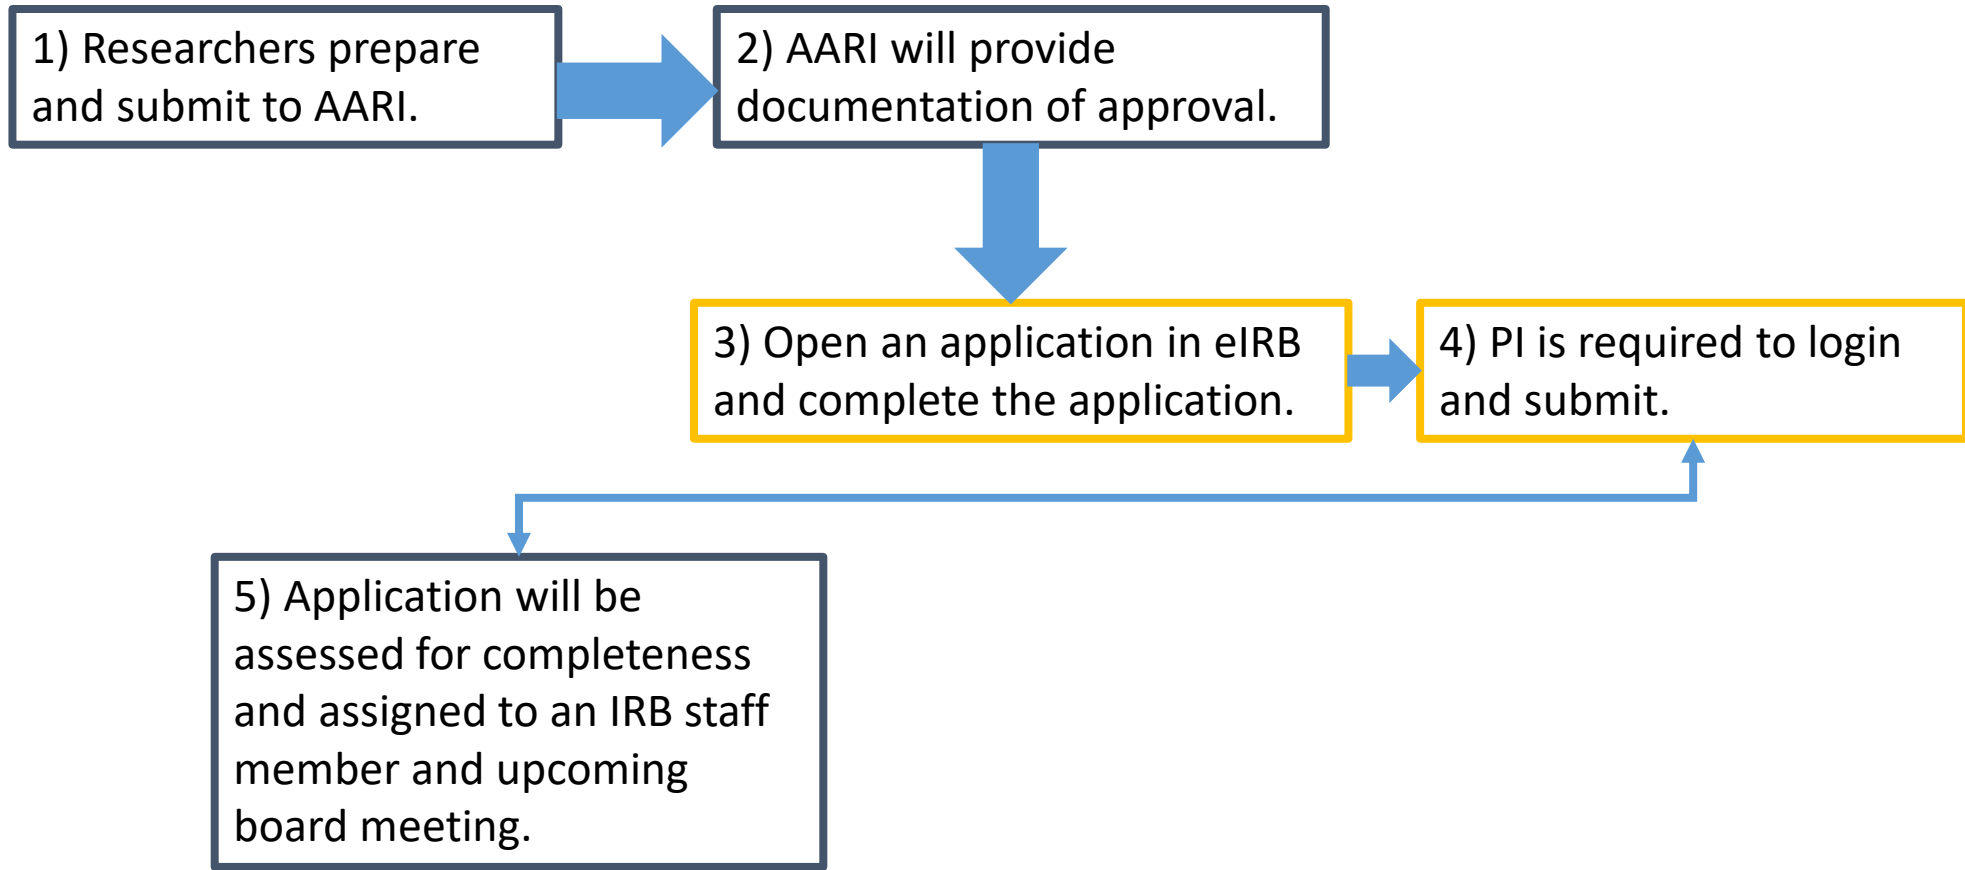 1) Researchers prepare
and submit to AARI.
2) AARI will provide
documentation of approval.
3) Open an application in eIRB
and complete the application.
4) PI is required to login
and submit.
5) Application will be
assessed for completeness
and assigned to an IRB staff
member and upcoming
board meeting.